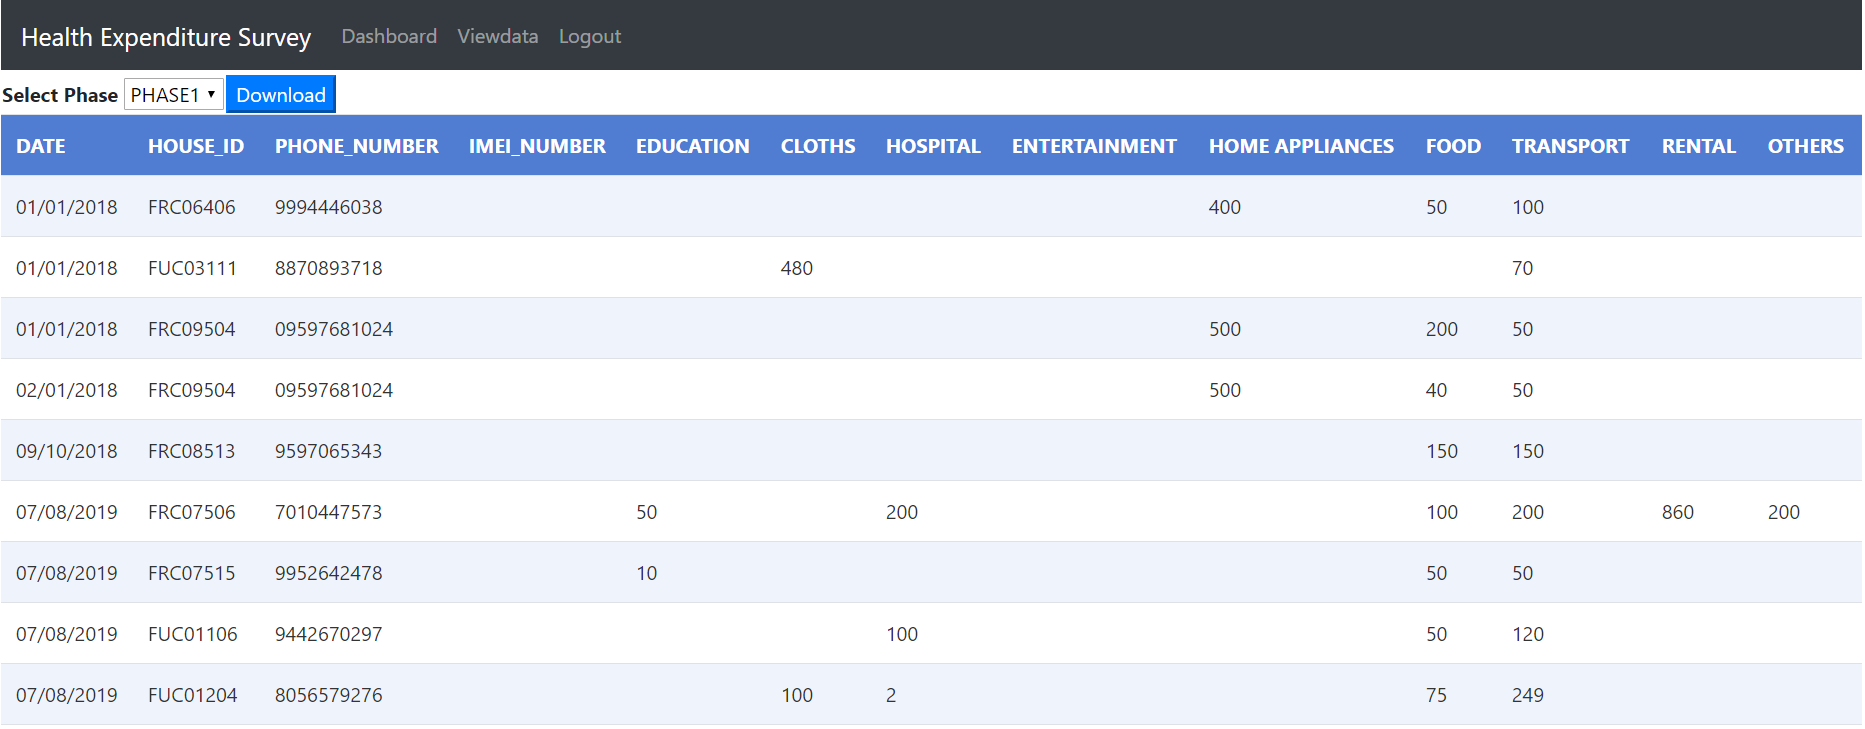 Health Expenditure Survey Dashboard Viewdata Logout
Select Phase PHASE1 Download
DATE HOUSE_ID PHONE_NUMBER IMEI_NUMBER EDUCATION CLOTHS HOSPITAL ENTERTAINMENT HOME APPLIANCES FOOD TRANSPORT RENTAL OTHERS
01/01/2018 FRC06406 9994446038 400 50 100
01/01/2018 FUC03111 8870893718 480 70
01/01/2018 FRC09504 09597681024 500 200 50
02/01/2018 FRC09504 09597681024 500 40 50
09/10/2018 FRC08513 9597065343 150 150
07/08/2019 FRC07506 7010447573 50 200 100 200 860 200
07/08/2019 FRC07515 9952642478 10 50 50
07/08/2019 FUC01106 9442670297 100 50 120
07/08/2019 FUC01204 8056579276 100 2 75 249